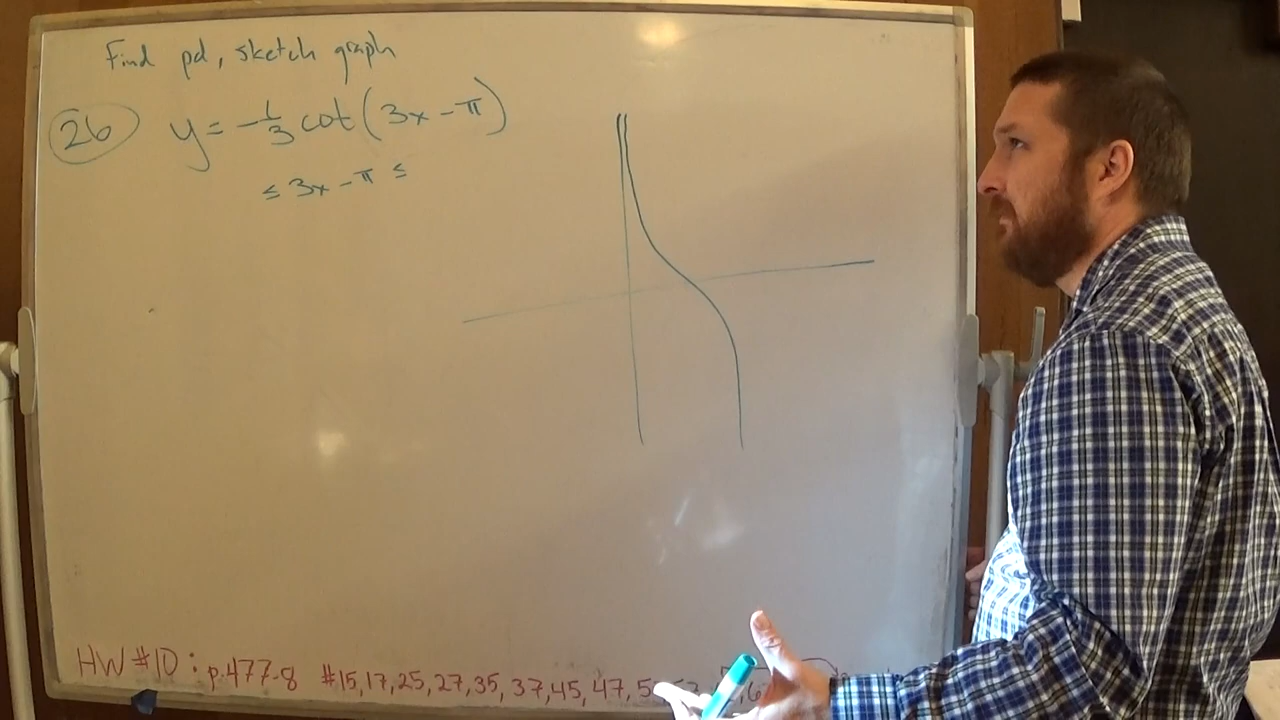 Find pd, sketch graph
26 y = -1/3 cot(3x - π)
≤ 3x - π ≤
HW #10: p.477-8 #15, 17, 25, 27, 35, 37, 45, 47,